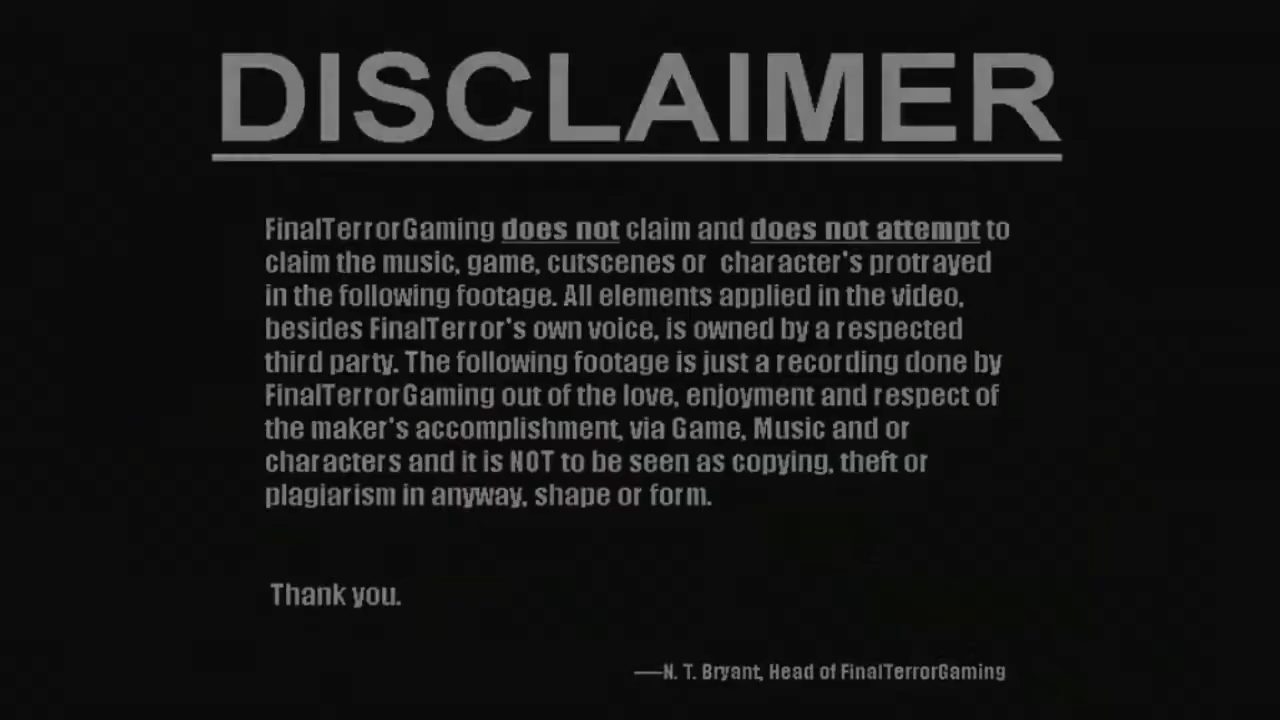 DISCLAIMER
FinalTerrorGaming does not claim and does not attempt to
claim the music, game, cutscenes or character's protrayed
in the following footage. All elements applied in the video,
besides FinalTerror's own voice, is owned by a respected
third party. The following footage is just a recording done by
FinalTerrorGaming out of the love, enjoyment and respect of
the maker's accomplishment, via Game, Music and or
characters and it is NOT to be seen as copying, theft or
plagiarism in anyway, shape or form.
Thank you.
—N. T. Bryant, Head of FinalTerrorGaming